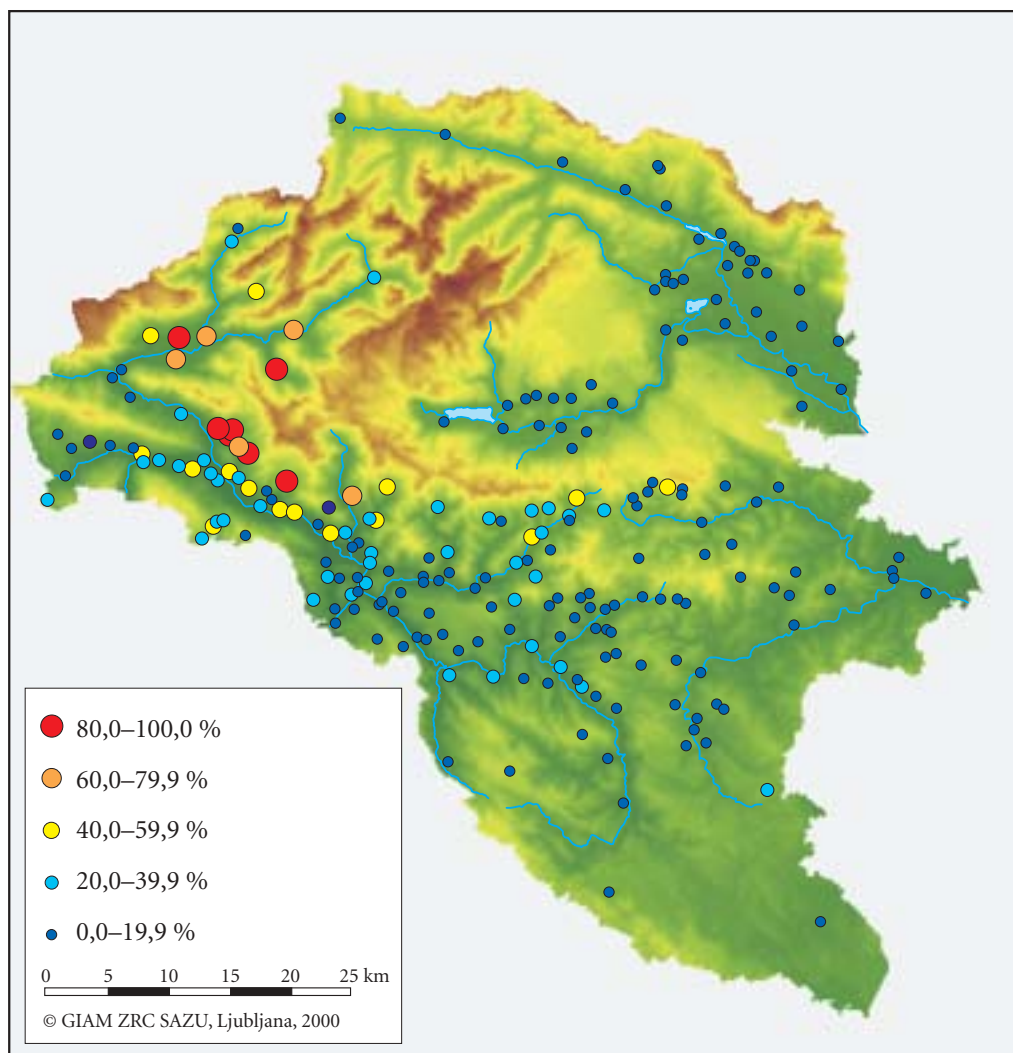 80,0–100,0 %
60,0–79,9 %
40,0–59,9 %
20,0–39,9 %
0,0–19,9 %
0 5 10 15 20 25 km
© GIAM ZRC SAZU, Ljubljana, 2000